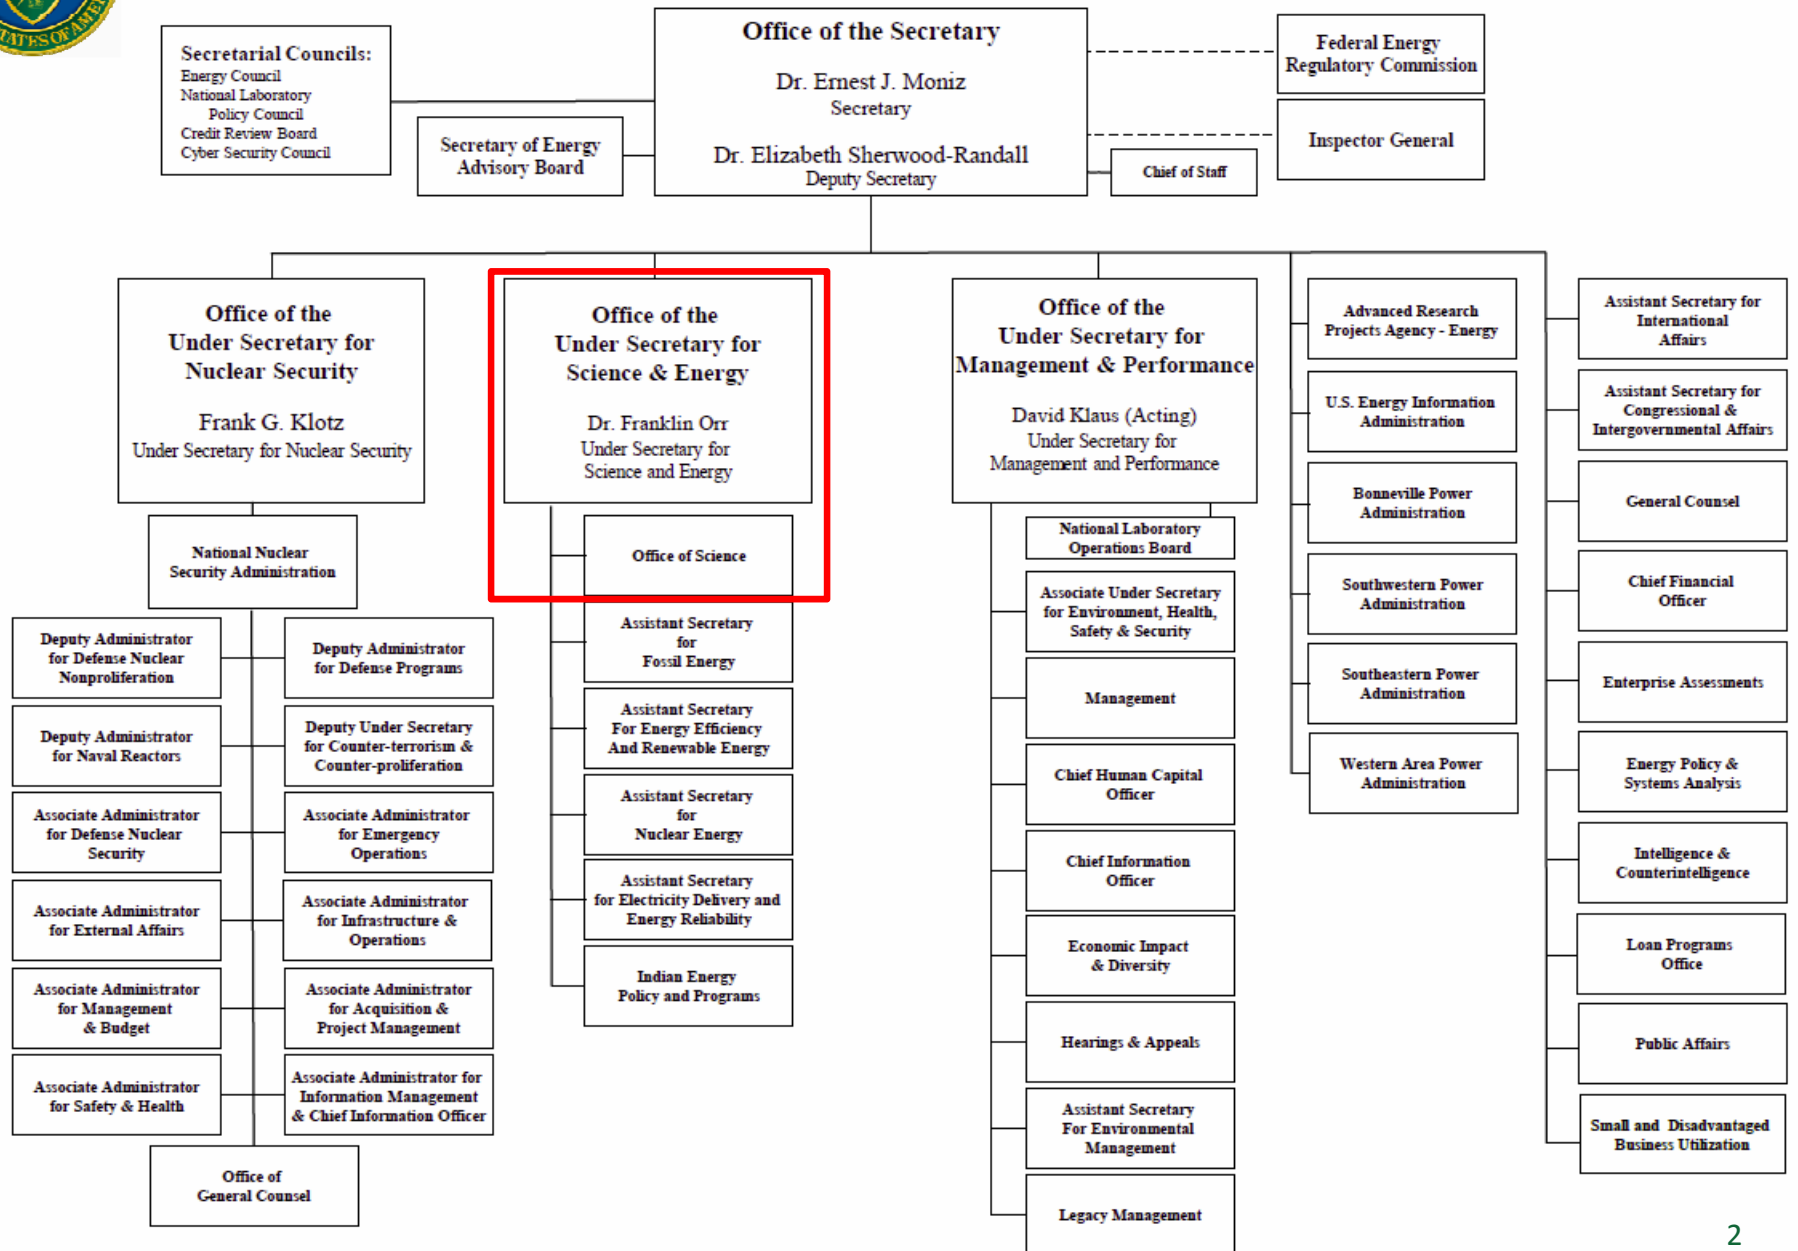 TATES OF AME
Secretarial Councils:
Energy Council
National Laboratory
Policy Council
Credit Review Board
Cyber Security Council
Secretary of Energy
Advisory Board
Office of the Secretary
Dr. Ernest J. Moniz
Secretary
Dr. Elizabeth Sherwood-Randall
Deputy Secretary
Federal Energy
Regulatory Commission
Inspector General
Chief of Staff
Office of the
Under Secretary for
Nuclear Security
Frank G. Klotz
Under Secretary for Nuclear Security
National Nuclear
Security Administration
Deputy Administrator
for Defense Nuclear
Nonproliferation
Deputy Administrator
for Defense Programs
Deputy Administrator
for Naval Reactors
Deputy Under Secretary
for Counter-terrorism &
Counter-proliferation
Associate Administrator
for Defense Nuclear
Security
Associate Administrator
for Emergency
Operations
Associate Administrator
for External Affairs
Associate Administrator
for Infrastructure &
Operations
Associate Administrator
for Management
& Budget
Associate Administrator
for Acquisition &
Project Management
Associate Administrator
for Safety & Health
Associate Administrator for
Information Management
& Chief Information Officer
Office of
General Counsel
Office of the
Under Secretary for
Science & Energy
Dr. Franklin Orr
Under Secretary for
Science and Energy
Office of Science
Assistant Secretary
for
Fossil Energy
Assistant Secretary
For Energy Efficiency
And Renewable Energy
Assistant Secretary
for
Nuclear Energy
Assistant Secretary
for Electricity Delivery and
Energy Reliability
Indian Energy
Policy and Programs
Office of the
Under Secretary for
Management & Performance
David Klaus (Acting)
Under Secretary for
Management and Performance
National Laboratory
Operations Board
Associate Under Secretary
for Environment, Health,
Safety & Security
Management
Chief Human Capital
Officer
Chief Information
Officer
Economic Impact
& Diversity
Hearings & Appeals
Assistant Secretary
For Environmental
Management
Legacy Management
Advanced Research
Projects Agency - Energy
U.S. Energy Information
Administration
Bonneville Power
Administration
Southwestern Power
Administration
Southeastern Power
Administration
Western Area Power
Administration
Assistant Secretary for
International
Affairs
Assistant Secretary for
Congressional &
Intergovernmental Affairs
General Counsel
Chief Financial
Officer
Enterprise Assessments
Energy Policy &
Systems Analysis
Intelligence &
Counterintelligence
Loan Programs
Office
Public Affairs
Small and Disadvantaged
Business Utilization
2